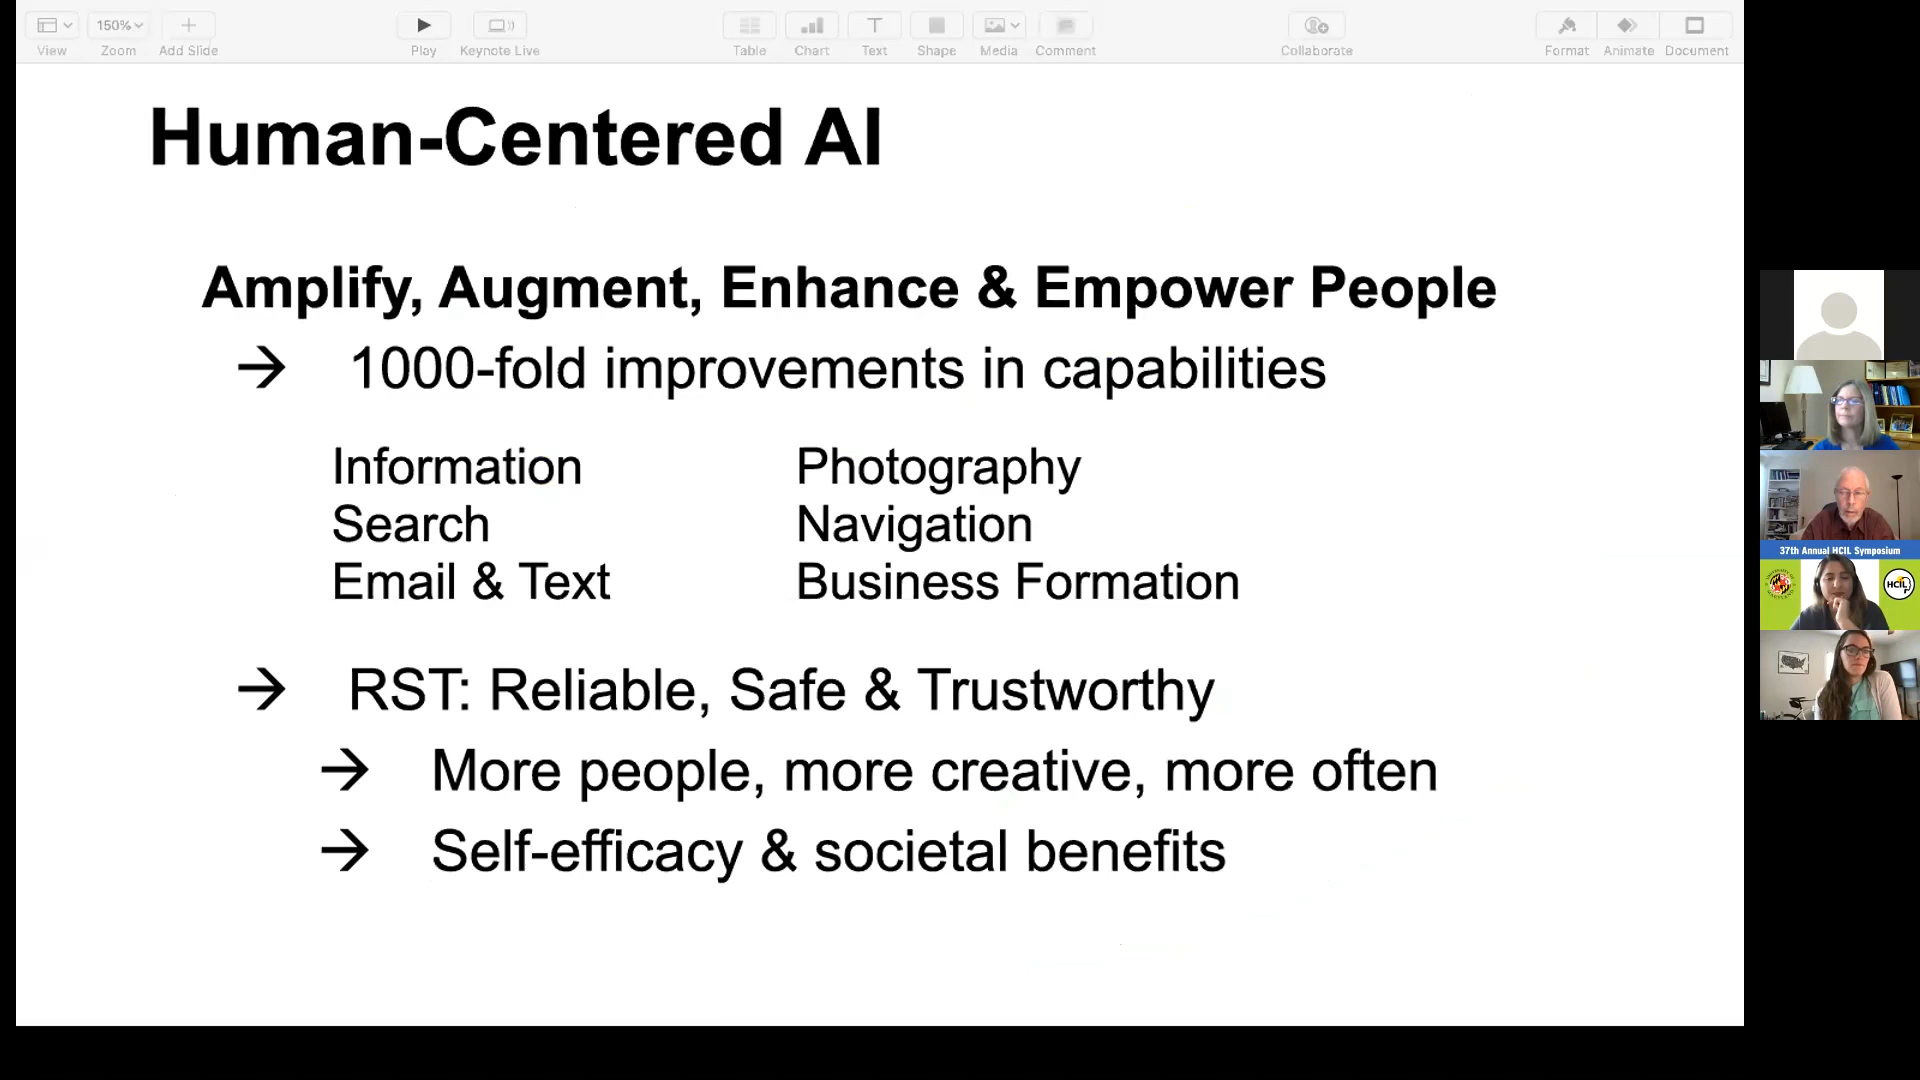 150%
View
Zoom
Add Slide
Play
Keynote Live
Table
Chart
Text
Shape
Media
Comment
Collaborate
Format
Animate
Document
Human-Centered AI
Amplify, Augment, Enhance & Empower People
→ 1000-fold improvements in capabilities
Information
Search
Email & Text
Photography
Navigation
Business Formation
→ RST: Reliable, Safe & Trustworthy
→ More people, more creative, more often
→ Self-efficacy & societal benefits
37th Annual HCIL Symposium
HCIL